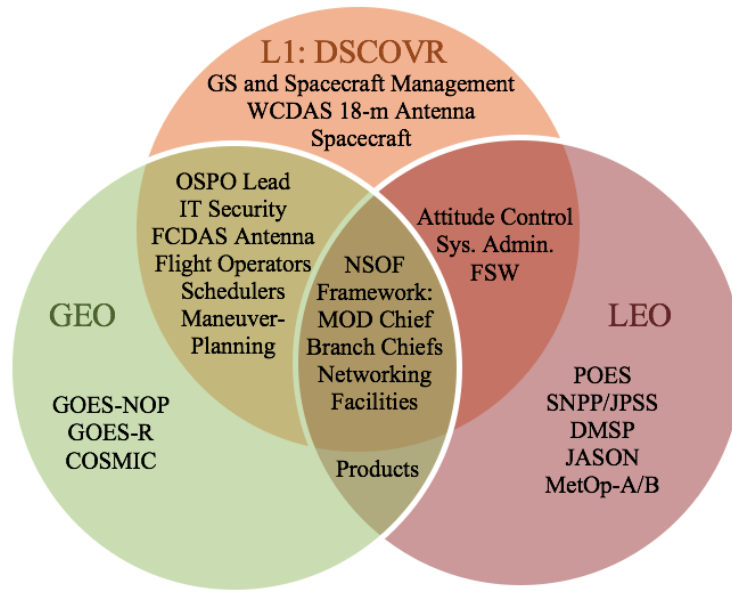 L1: DSCOVR
GS and Spacecraft Management
WCDAS 18-m Antenna
Spacecraft
OSPO Lead
IT Security
FCDAS Antenna
Flight Operators
Schedulers
Maneuver-
Planning
Attitude Control
Sys. Admin.
FSW
NSOF
Framework:
MOD Chief
Branch Chiefs
Networking
Facilities
Products
GEO
GOES-NOP
GOES-R
COSMIC
LEO
POES
SNPP/JPSS
DMSP
JASON
MetOp-A/B